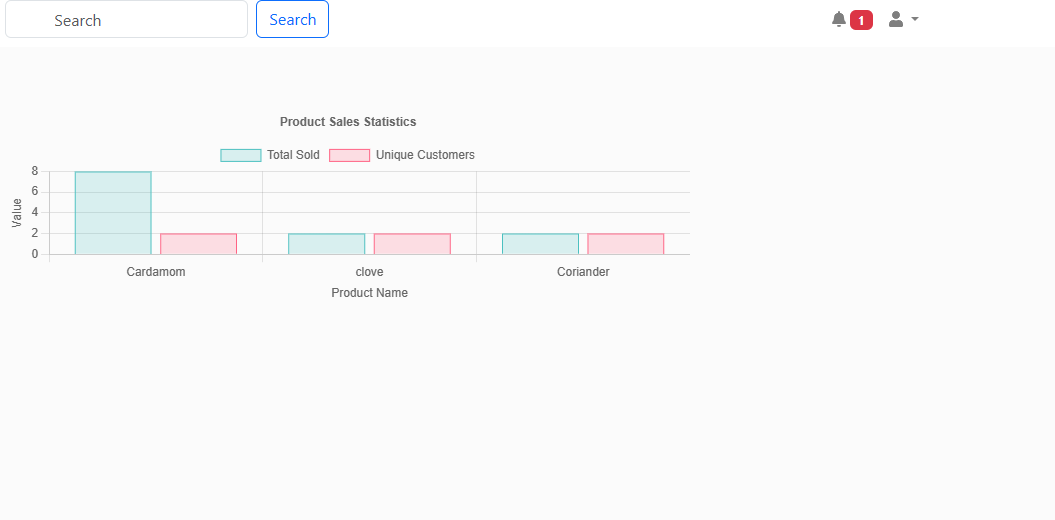 Search Search 1
Product Sales Statistics
Total Sold Unique Customers
8
6
4
2
0
Value
Cardamom clove Coriander
Product Name